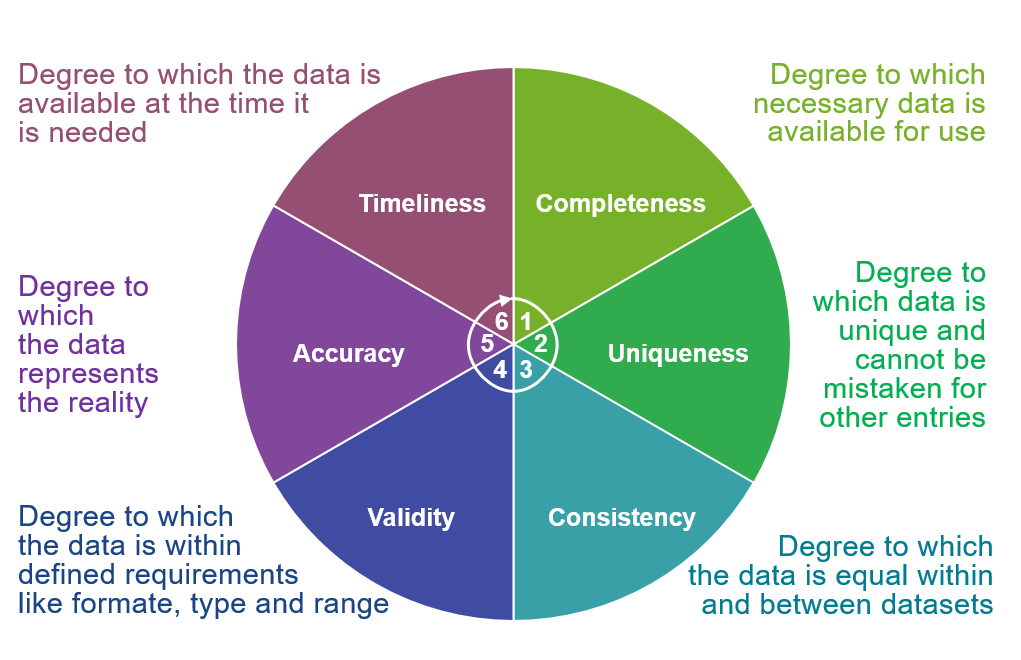 Degree to which the data is
available at the time it
is needed
Degree to which
necessary data is
available for use
Timeliness
Completeness
Degree to
which
the data
represents
the reality
Accuracy
6
1
5
2
4
3
Uniqueness
Degree to
which data is
unique and
cannot be
mistaken for
other entries
Validity
Consistency
Degree to which
the data is within
defined requirements
like formate, type and range
Degree to which
the data is equal within
and between datasets